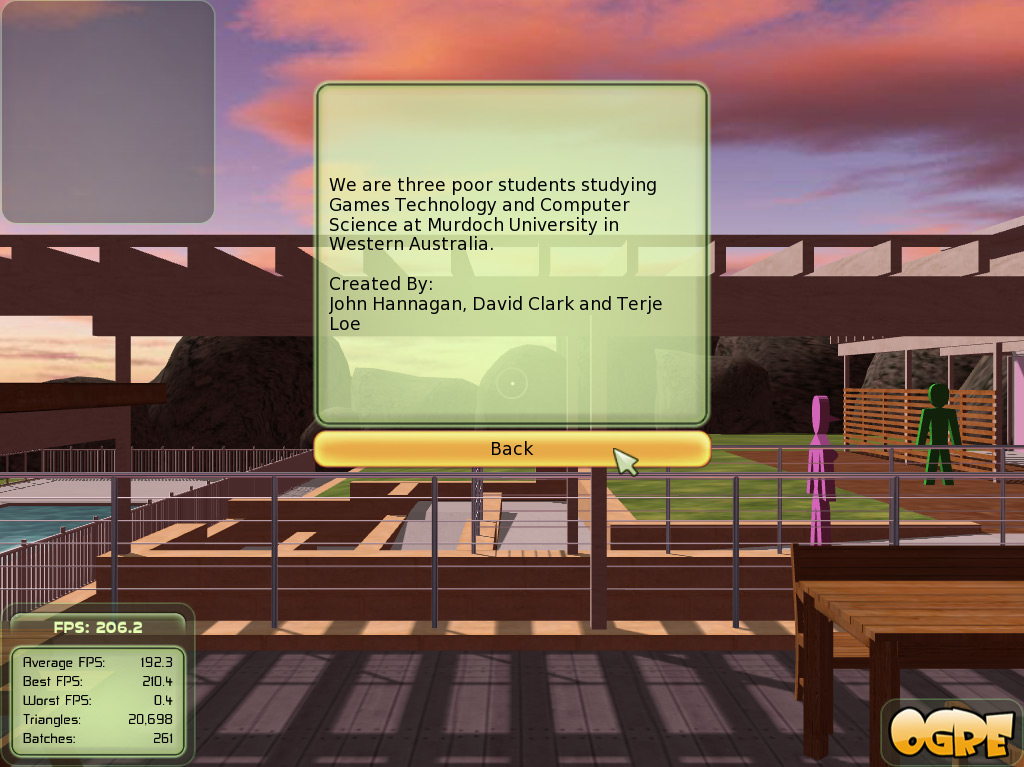 We are three poor students studying
Games Technology and Computer
Science at Murdoch University in
Western Australia.
Created By:
John Hannagan, David Clark and Terje
Loe
Back
FPS: 206.2
Average FPS: 192.3
Best FPS: 210.4
Worst FPS: 0.4
Triangles: 20,698
Batches: 261
OGRE